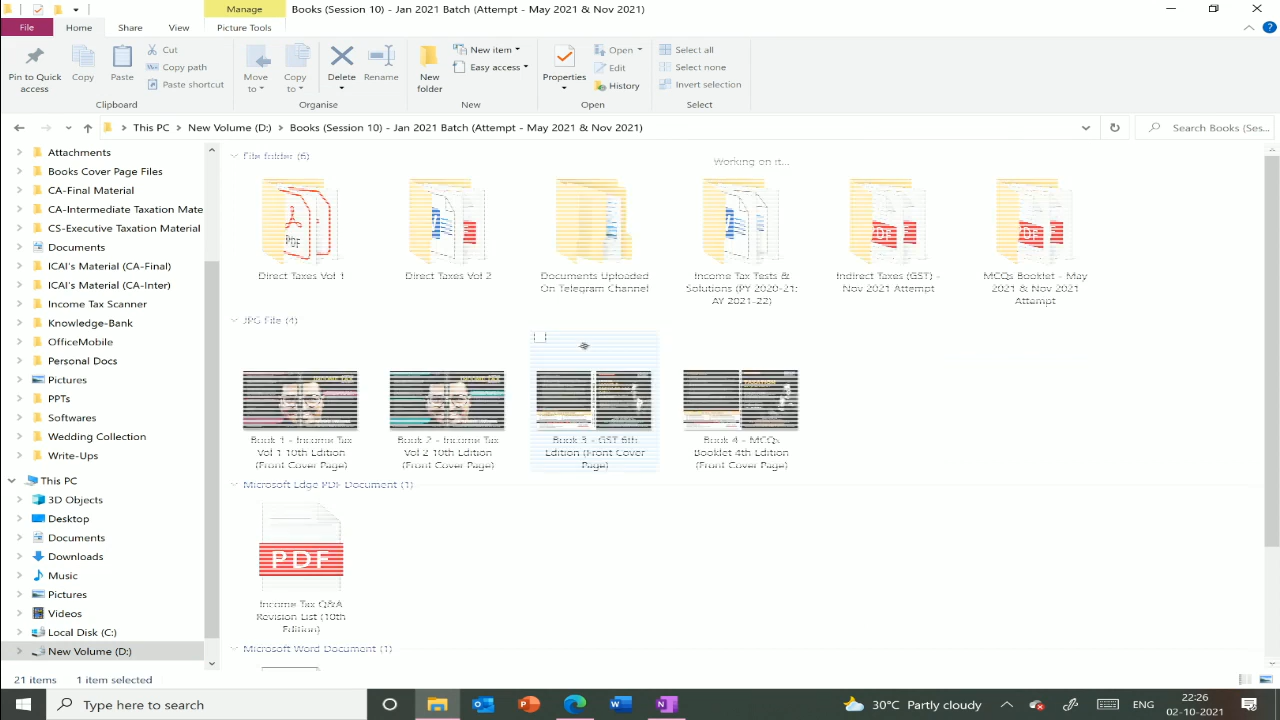 Manage
Books (Session 10) - Jan 2021 Batch (Attempt - May 2021 & Nov 2021)
File
Home
Share
View
Picture Tools
Pin to Quick access
Copy
Paste
Cut
Copy path
Paste shortcut
Clipboard
Move to
Copy to
Delete
Rename
Organise
New folder
New item
Easy access
New
Properties
Open
Edit
History
Open
Select all
Select none
Invert selection
Select
This PC
New Volume (D:)
Books (Session 10) - Jan 2021 Batch (Attempt - May 2021 & Nov 2021)
Search Books (Ses...
Attachments
Books Cover Page Files
CA-Final Material
CA-Intermediate Taxation Mate
CS-Executive Taxation Material
Documents
ICAI's Material (CA-Final)
ICAI's Material (CA-Inter)
Income Tax Scanner
Knowledge-Bank
OfficeMobile
Personal Docs
Pictures
PPTs
Software
Wedding Collection
Write-Ups
This PC
3D Objects
Desktop
Documents
Downloads
Music
Pictures
Videos
Local Disk (C:)
New Volume (D:)
File folder (6)
Working on it...
Direct Taxes Vol 1
Direct Taxes Vol 2
Documents Uploaded
On Telegram Channel
Income Tax Tests &
Solutions (PY 2020-21:
AY 2021-22)
Indirect Taxes (GST) -
Nov 2021 Attempt
MCQs Booklet - May
2021 & Nov 2021
Attempt
JPG File (4)
Book 1 - Income Tax
Vol 1 10th Edition
(Front Cover Page)
Book 2 - Income Tax
Vol 2 10th Edition
(Front Cover Page)
Book 3 - GST 6th
Edition (Front Cover
Page)
Book 4 - MCQs
Booklet 4th Edition
(Front Cover Page)
Microsoft Edge PDF Document (1)
PDF
Income Tax Q&A
Revision List (10th
Edition)
Microsoft Word Document (1)
21 items
1 item selected
Type here to search
30°C Partly cloudy
ENG
22:26
02-10-2021